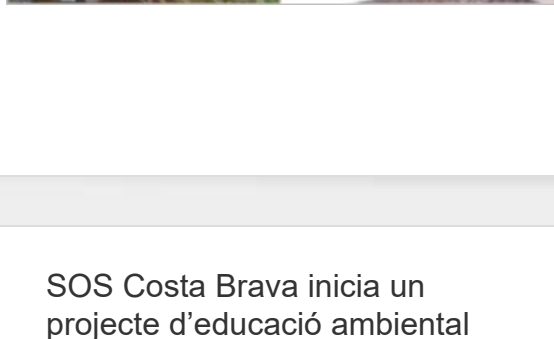 SOS Costa Brava inicia un
projecte d’educació ambiental